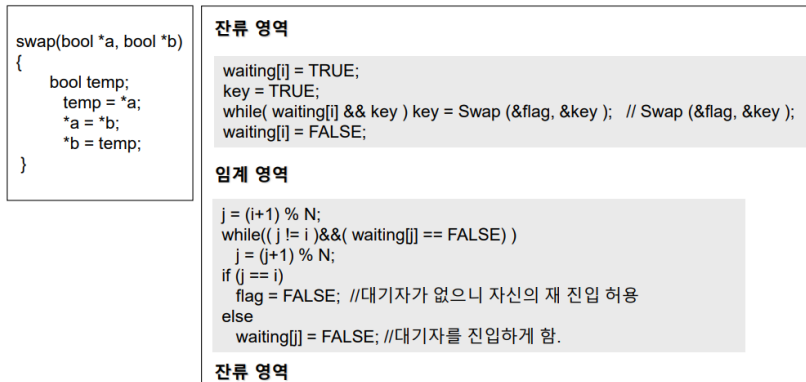 swap(bool *a, bool *b)
{
bool temp;
temp = *a;
*a = *b;
*b = temp;
}
잔류 영역
waiting[i] = TRUE;
key = TRUE;
while( waiting[i] && key ) key = Swap (&flag, &key ); // Swap (&flag, &key );
waiting[i] = FALSE;
임계 영역
j = (i+1) % N;
while(( j != i )&&( waiting[j] == FALSE) )
j = (j+1) % N;
if (j == i)
flag = FALSE; //대기자가 없으니 자신의 재 진입 허용
else
waiting[j] = FALSE; //대기자를 진입하게 함.
잔류 영역